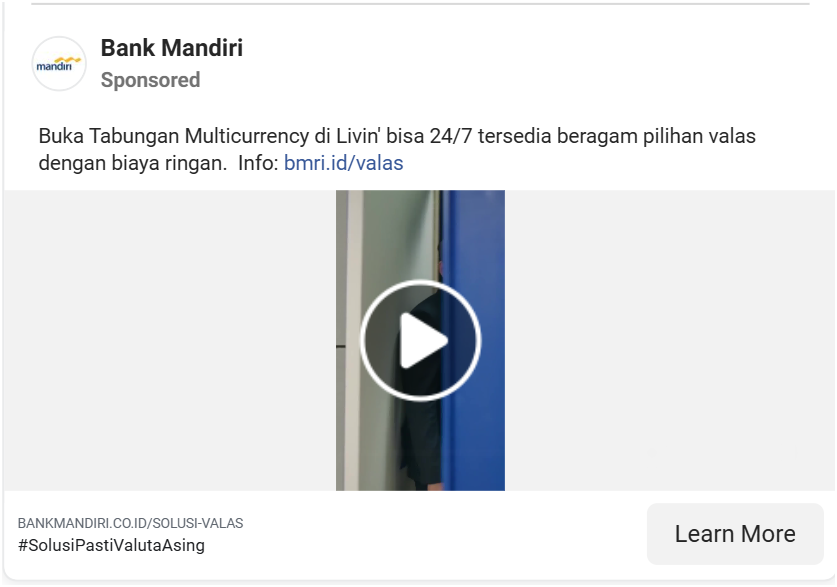 mandiri
Bank Mandiri
Sponsored
Buka Tabungan Multicurrency di Livin' bisa 24/7 tersedia beragam pilihan valas
dengan biaya ringan.  Info: bmri.id/valas
BANKMANDIRI.CO.ID/SOLUSI-VALAS
#SolusiPastiValutaAsing
Learn More